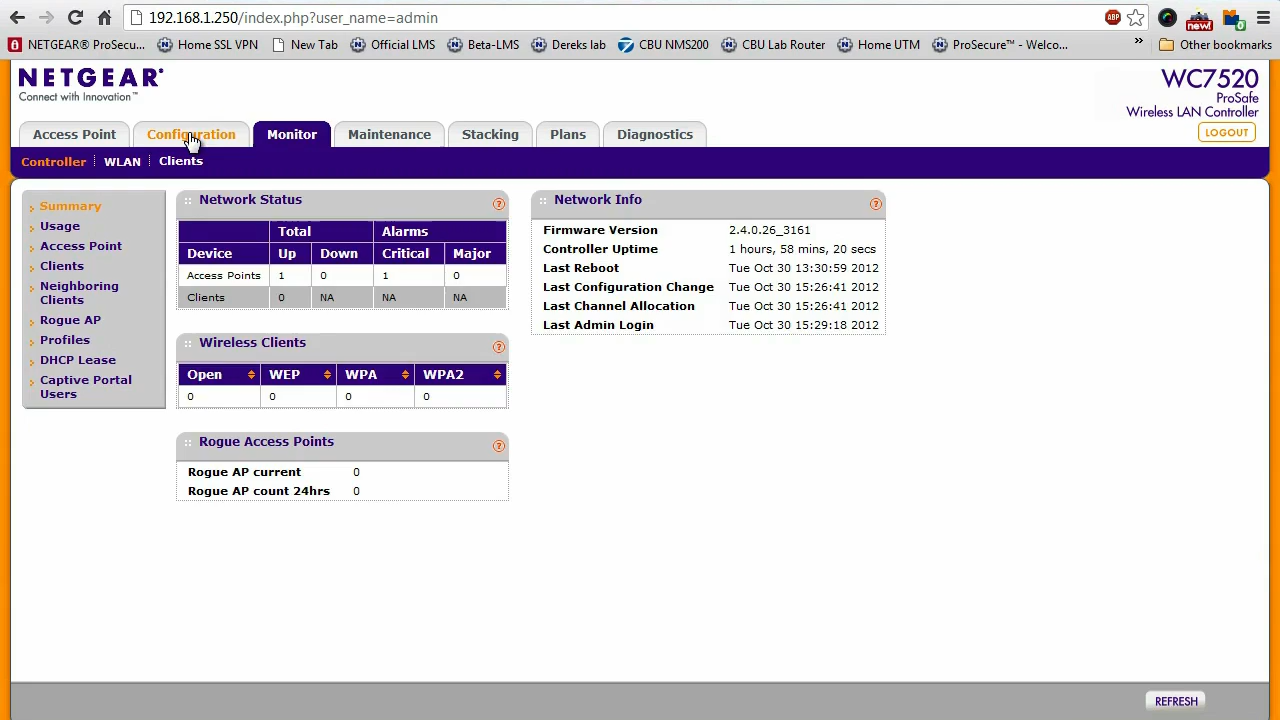 192.168.1.250/index.php?user_name=admin
ABP
new!
NETGEAR® ProSecu... Home SSL VPN New Tab Official LMS Beta-LMS Dereks lab CBU NMS200 CBU Lab Router Home UTM ProSecure™ - Welco... » Other bookmarks
NETGEAR®
Connect with Innovation™
WC7520
ProSafe
Wireless LAN Controller
Access Point Configuration Monitor Maintenance Stacking Plans Diagnostics
LOGOUT
Controller WLAN Clients
Summary
Usage
Access Point
Clients
Neighboring
Clients
Rogue AP
Profiles
DHCP Lease
Captive Portal
Users
Network Status ?
Total Alarms
Device Up Down Critical Major
Access Points 1 0 1 0
Clients 0 NA NA NA
Wireless Clients ?
Open WEP WPA WPA2
0 0 0 0
Rogue Access Points ?
Rogue AP current 0
Rogue AP count 24hrs 0
Network Info ?
Firmware Version 2.4.0.26_3161
Controller Uptime 1 hours, 58 mins, 20 secs
Last Reboot Tue Oct 30 13:30:59 2012
Last Configuration Change Tue Oct 30 15:26:41 2012
Last Channel Allocation Tue Oct 30 15:26:41 2012
Last Admin Login Tue Oct 30 15:29:18 2012
REFRESH